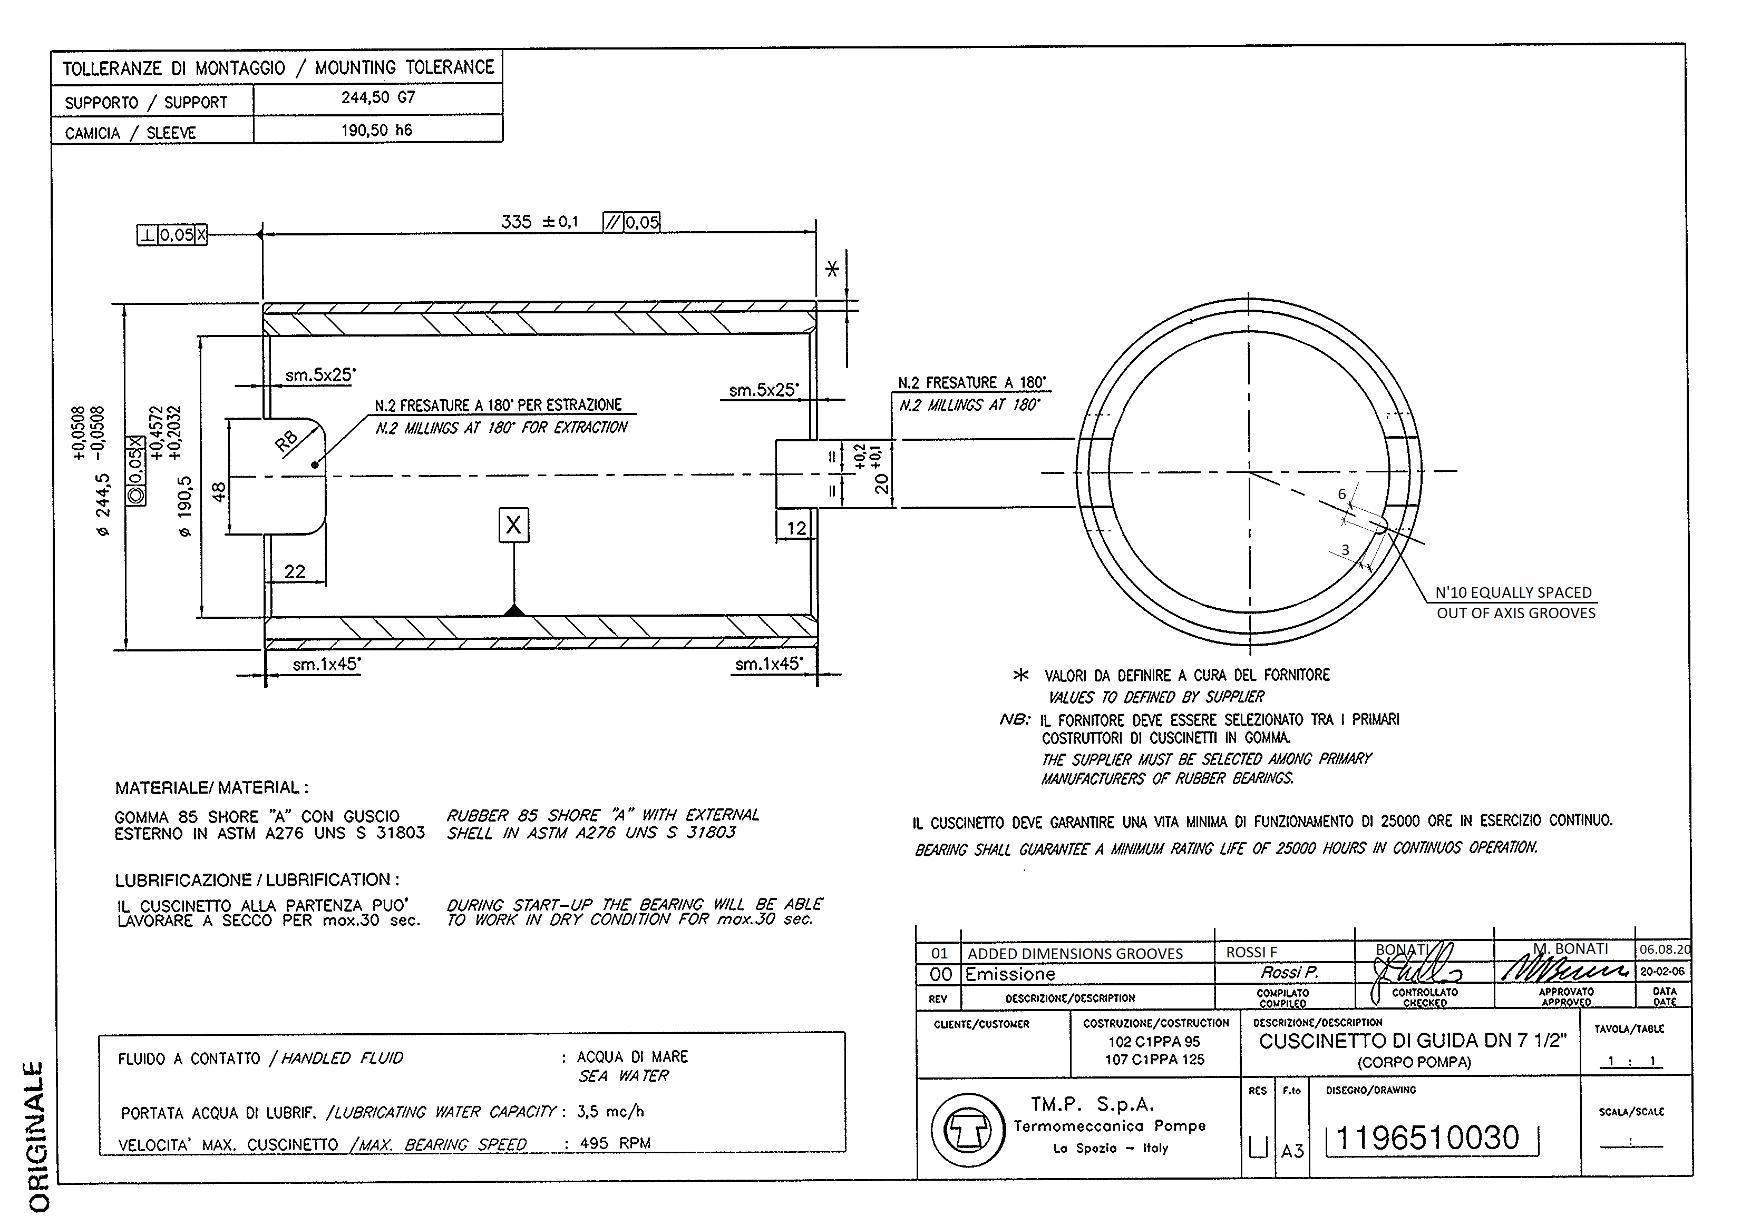 TOLLERANZE DI MONTAGGIO / MOUNTING TOLERANCE
SUPPORTO / SUPPORT 244,50 G7
CAMICIA / SLEEVE 190,50 h6
335 ±0,1 // 0,05
⊥ 0,05 X
*
sm.5x25°
sm.5x25°
N.2 FRESATURE A 180° PER ESTRAZIONE
N.2 MILLINGS AT 180° FOR EXTRACTION
N.2 FRESATURE A 180°
N.2 MILLINGS AT 180°
R8
ø 244,5 +0,0508 -0,0508
◎ 0,05 X
ø 190,5 +0,4572 +0,2032
48
22
X
=
=
20 +0,2 +0,1
12
6
3
N'10 EQUALLY SPACED
OUT OF AXIS GROOVES
sm.1x45°
sm.1x45°
* VALORI DA DEFINIRE A CURA DEL FORNITORE
VALUES TO DEFINED BY SUPPLIER
NB: IL FORNITORE DEVE ESSERE SELEZIONATO TRA I PRIMARI
COSTRUTTORI DI CUSCINETTI IN GOMMA.
THE SUPPLIER MUST BE SELECTED AMONG PRIMARY
MANUFACTURERS OF RUBBER BEARINGS.
MATERIALE/ MATERIAL :
GOMMA 85 SHORE "A" CON GUSCIO
ESTERNO IN ASTM A276 UNS S 31803
RUBBER 85 SHORE "A" WITH EXTERNAL
SHELL IN ASTM A276 UNS S 31803
IL CUSCINETTO DEVE GARANTIRE UNA VITA MINIMA DI FUNZIONAMENTO DI 25000 ORE IN ESERCIZIO CONTINUO.
BEARING SHALL GUARANTEE A MINIMUM RATING LIFE OF 25000 HOURS IN CONTINUOS OPERATION.
LUBRIFICAZIONE / LUBRIFICATION :
IL CUSCINETTO ALLA PARTENZA PUO'
LAVORARE A SECCO PER max.30 sec.
DURING START-UP THE BEARING WILL BE ABLE
TO WORK IN DRY CONDITION FOR max.30 sec.
FLUIDO A CONTATTO / HANDLED FLUID : ACQUA DI MARE
SEA WATER
PORTATA ACQUA DI LUBRIF. /LUBRICATING WATER CAPACITY : 3,5 mc/h
VELOCITA' MAX. CUSCINETTO /MAX. BEARING SPEED : 495 RPM
ORIGINALE
01 ADDED DIMENSIONS GROOVES ROSSI F BONATI M. BONATI 06.08.20
00 Emissione Rossi P. 20-02-06
REV DESCRIZIONE/DESCRIPTION COMPILATO COMPILED CONTROLLATO CHECKED APPROVATO APPROVED DATA DATE
CLIENTE/CUSTOMER
COSTRUZIONE/COSTRUCTION
102 C1PPA 95
107 C1PPA 125
DESCRIZIONE/DESCRIPTION
CUSCINETTO DI GUIDA DN 7 1/2"
(CORPO POMPA)
TAVOLA/TABLE
1 : 1
TM.P. S.p.A.
Termomeccanica Pompe
La Spezia - Italy
RES
U
F.to
A3
DISEGNO/DRAWING
1196510030
SCALA/SCALE
: